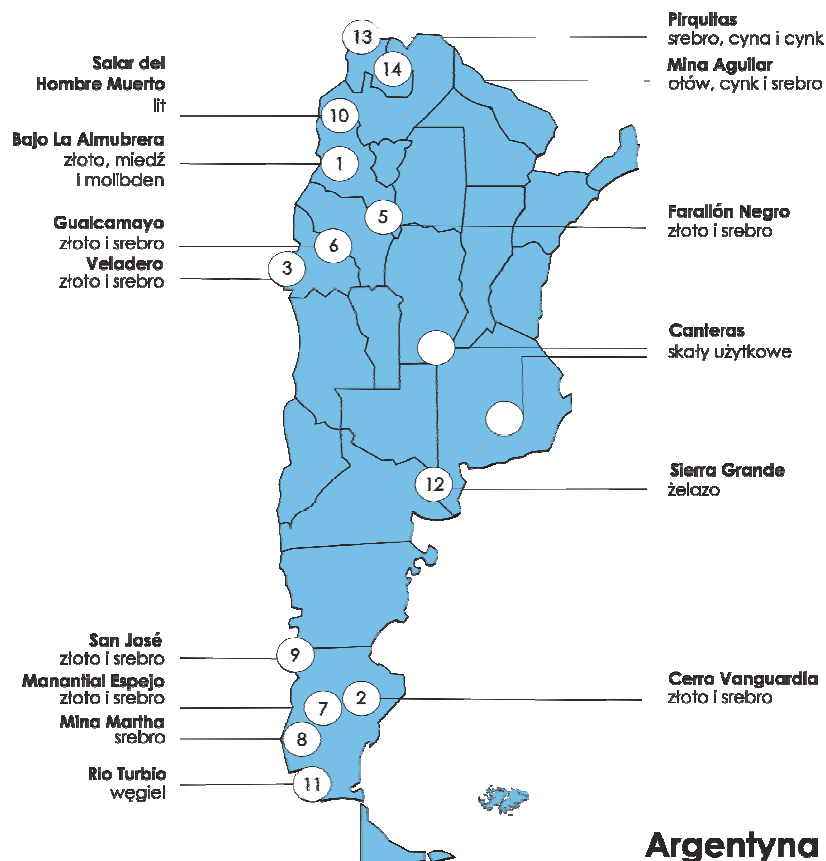 Pirquitas
srebro, cyna i cynk
Mina Aguilar
ołów, cynk i srebro
Salar del
Hombre Muerto
lit
Bajo La Almubrera
złoto, miedź
i molibden
Gualcamayo
złoto i srebro
Veladero
złoto i srebro
Farallón Negro
złoto i srebro
Canteras
skały użytkowe
Sierra Grande
żelazo
San José
złoto i srebro
Manantial Espejo
złoto i srebro
Mina Martha
srebro
Rio Turbio
węgiel
Cerro Vanguardia
złoto i srebro
13
14
10
1
5
6
3
12
9
2
7
8
11
Argentyna